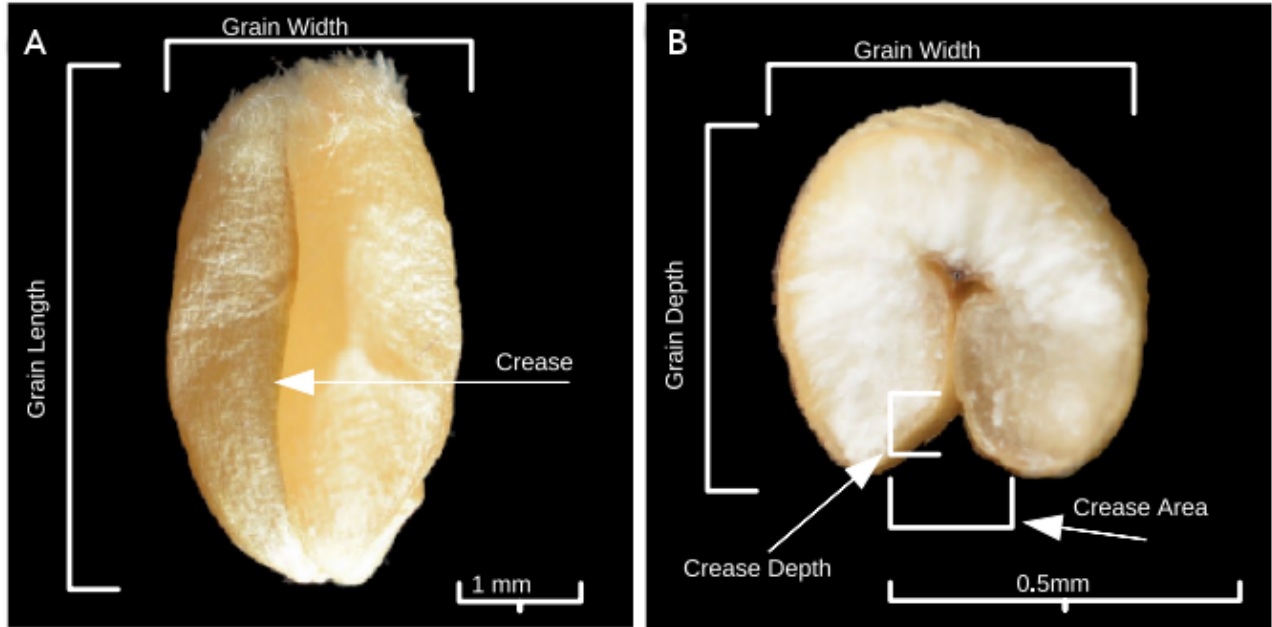 A
Grain Width
Grain Length
Crease
1 mm
B
Grain Width
Grain Depth
Crease Depth
Crease Area
0.5mm